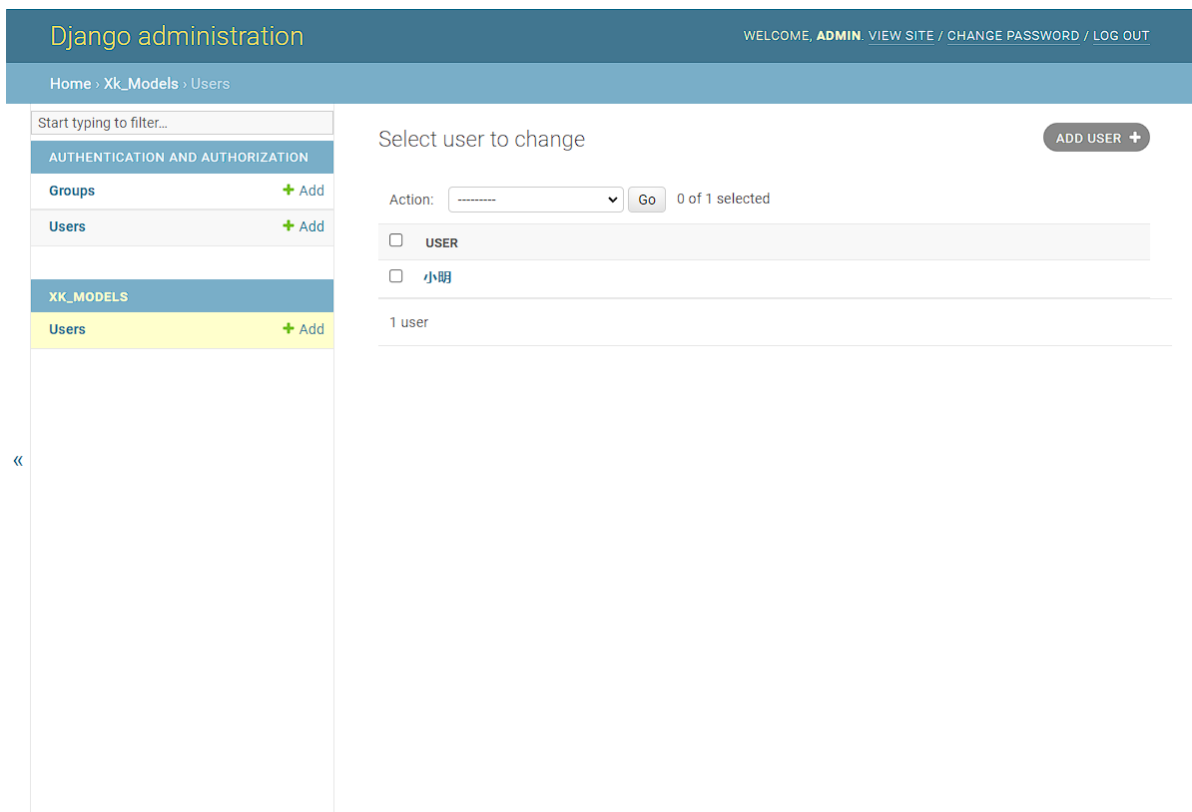 Django administration
WELCOME, ADMIN. VIEW SITE / CHANGE PASSWORD / LOG OUT
Home › Xk_Models › Users
Start typing to filter...
AUTHENTICATION AND AUTHORIZATION
Groups + Add
Users + Add
XK_MODELS
Users + Add
«
Select user to change
ADD USER +
Action: --------- Go 0 of 1 selected
USER
小明
1 user